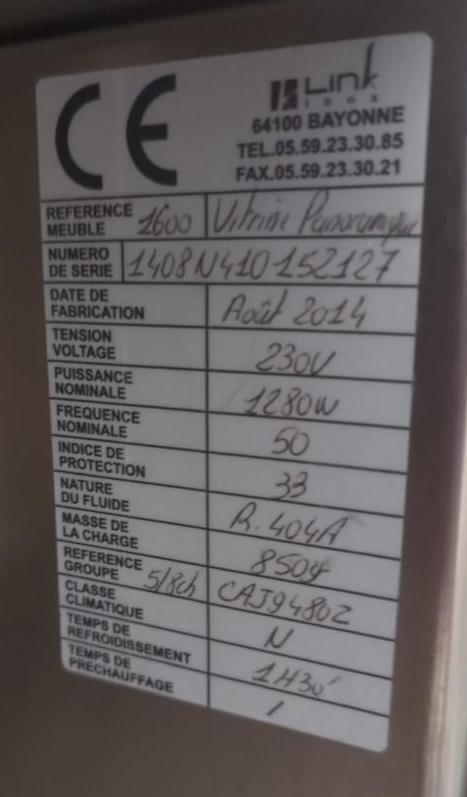 CE
Link
inox
64100 BAYONNE
TEL.05.59.23.30.85
FAX.05.59.23.30.21
REFERENCE MEUBLE 1600 Vitrine Panoramique
NUMERO DE SERIE 1408N410152127
DATE DE FABRICATION Août 2014
TENSION VOLTAGE 230V
PUISSANCE NOMINALE 1280W
FREQUENCE NOMINALE 50
INDICE DE PROTECTION 33
NATURE DU FLUIDE R.404A
MASSE DE LA CHARGE 850g
REFERENCE GROUPE 5/8ch CAJ9480Z
CLASSE CLIMATIQUE N
TEMPS DE REFROIDISSEMENT 1H30'
TEMPS DE PRECHAUFFAGE /